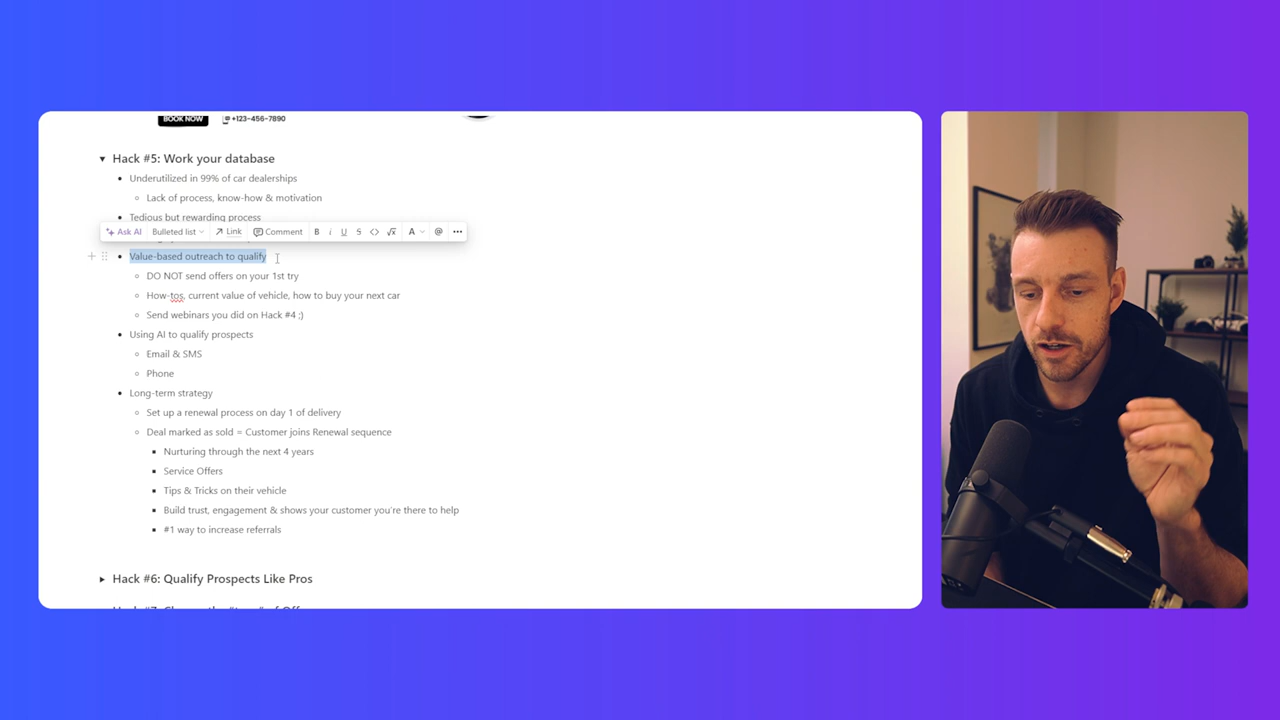 BOOK NOW
+123-456-7890
Hack #5: Work your database
Underutilized in 99% of car dealerships
Lack of process, know-how & motivation
Tedious but rewarding process
Ask AI Bulleted list Link Comment B i U S A @
Value-based outreach to qualify
DO NOT send offers on your 1st try
How-tos, current value of vehicle, how to buy your next car
Send webinars you did on Hack #4 ;)
Using AI to qualify prospects
Email & SMS
Phone
Long-term strategy
Set up a renewal process on day 1 of delivery
Deal marked as sold = Customer joins Renewal sequence
Nurturing through the next 4 years
Service Offers
Tips & Tricks on their vehicle
Build trust, engagement & shows your customer you're there to help
#1 way to increase referrals
Hack #6: Qualify Prospects Like Pros